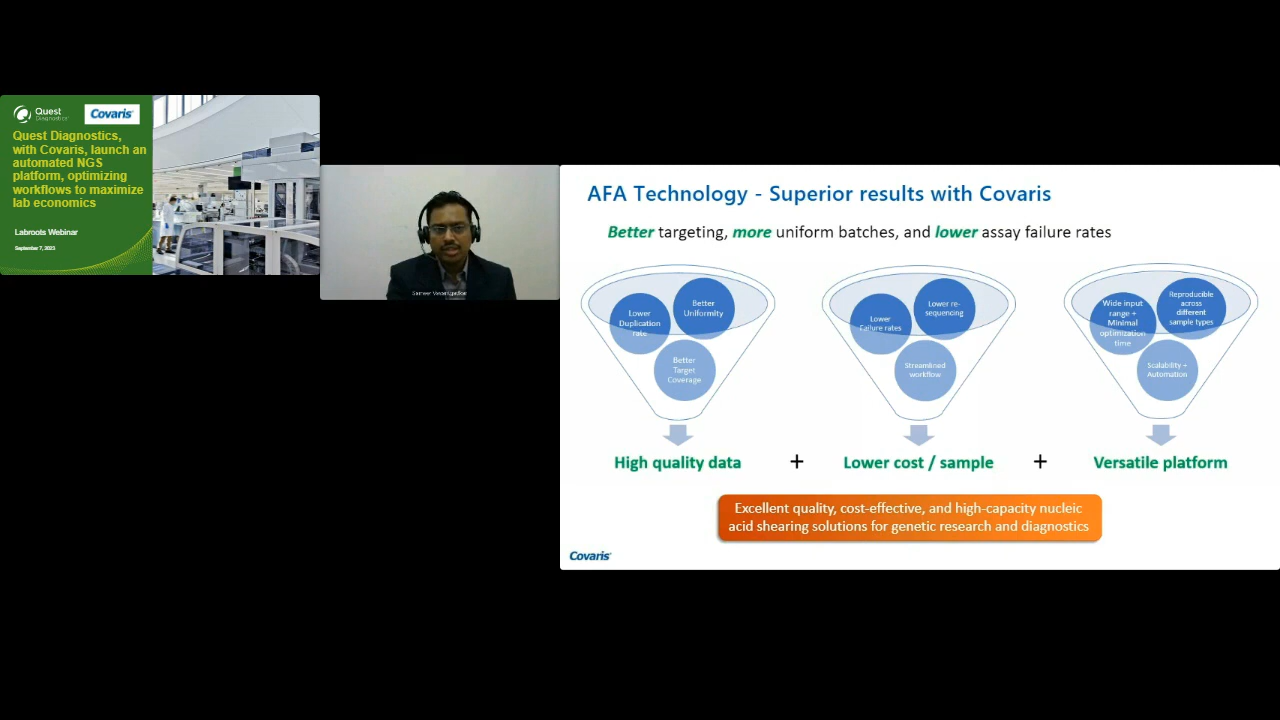 Quest
Diagnostics
Covaris
Quest Diagnostics,
with Covaris, launch an
automated NGS
platform, optimizing
workflows to maximize
lab economics
Labroots Webinar
September 7, 2023
AFA Technology - Superior results with Covaris
Better targeting, more uniform batches, and lower assay failure rates
Lower
Duplication
rate
Better
Uniformity
Better
Target
Coverage
Lower
Failure rates
Lower re-
sequencing
Streamlined
workflow
Wide input
range +
Minimal
optimization
time
Reproducible
across
different
sample types
Scalability +
Automation
High quality data + Lower cost / sample + Versatile platform
Excellent quality, cost-effective, and high-capacity nucleic
acid shearing solutions for genetic research and diagnostics
Covaris